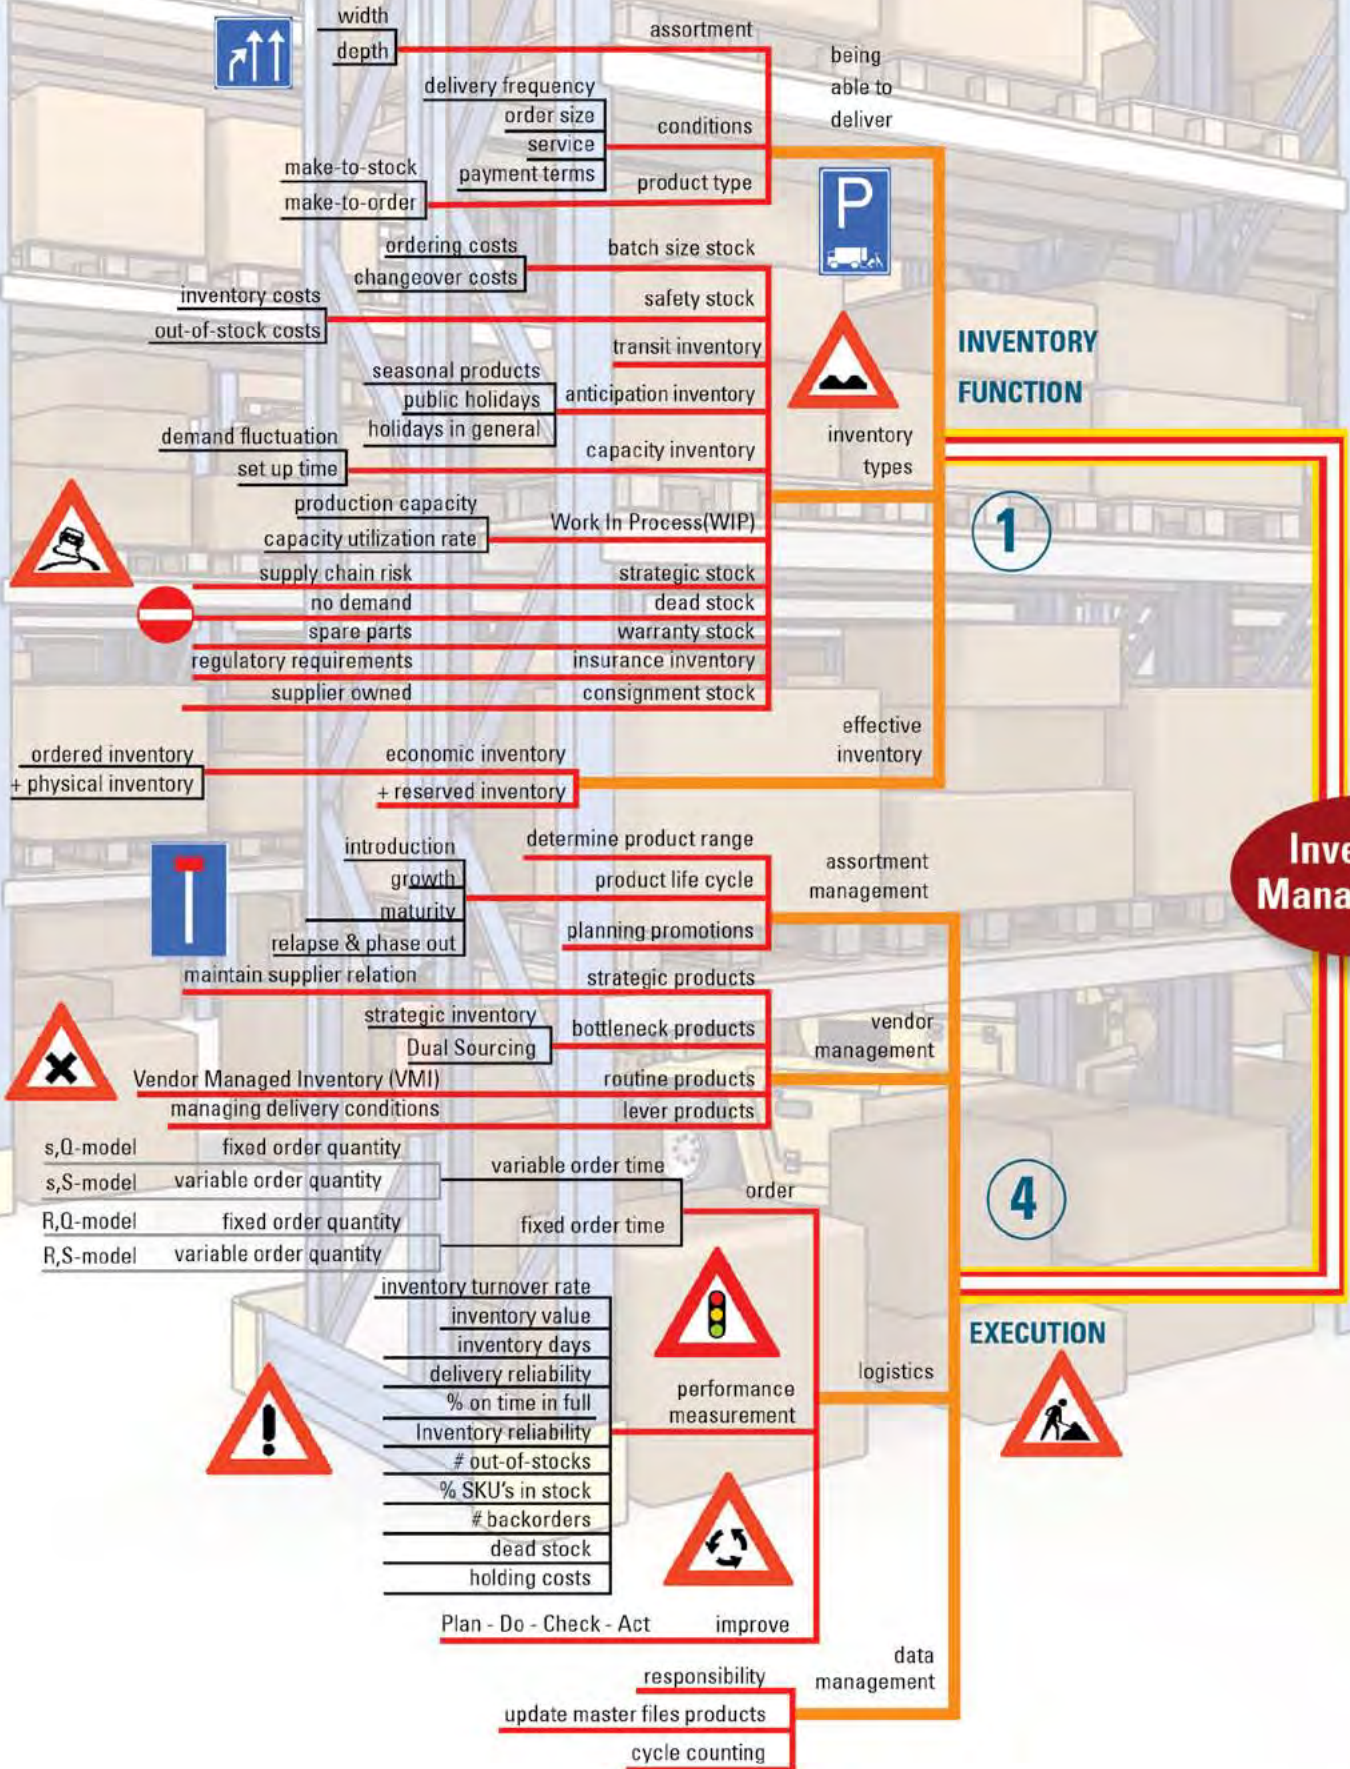 width
depth
assortment
being
able to
deliver
delivery frequency
order size
service
payment terms
conditions
make-to-stock
make-to-order
product type
P
ordering costs
changeover costs
batch size stock
inventory costs
out-of-stock costs
safety stock
transit inventory
seasonal products
public holidays
holidays in general
anticipation inventory
INVENTORY
FUNCTION
inventory
types
demand fluctuation
set up time
capacity inventory
production capacity
capacity utilization rate
Work In Process(WIP)
1
supply chain risk
strategic stock
no demand
dead stock
spare parts
warranty stock
regulatory requirements
insurance inventory
supplier owned
consignment stock
effective
inventory
ordered inventory
+ physical inventory
economic inventory
+ reserved inventory
Inve
Mana
determine product range
introduction
growth
maturity
relapse & phase out
product life cycle
planning promotions
assortment
management
maintain supplier relation
strategic products
strategic inventory
Dual Sourcing
bottleneck products
vendor
management
Vendor Managed Inventory (VMI)
routine products
managing delivery conditions
lever products
s,Q-model fixed order quantity
s,S-model variable order quantity
variable order time
order
R,Q-model fixed order quantity
R,S-model variable order quantity
fixed order time
4
EXECUTION
inventory turnover rate
inventory value
inventory days
delivery reliability
% on time in full
Inventory reliability
# out-of-stocks
% SKU's in stock
# backorders
dead stock
holding costs
performance
measurement
logistics
Plan - Do - Check - Act
improve
data
management
responsibility
update master files products
cycle counting